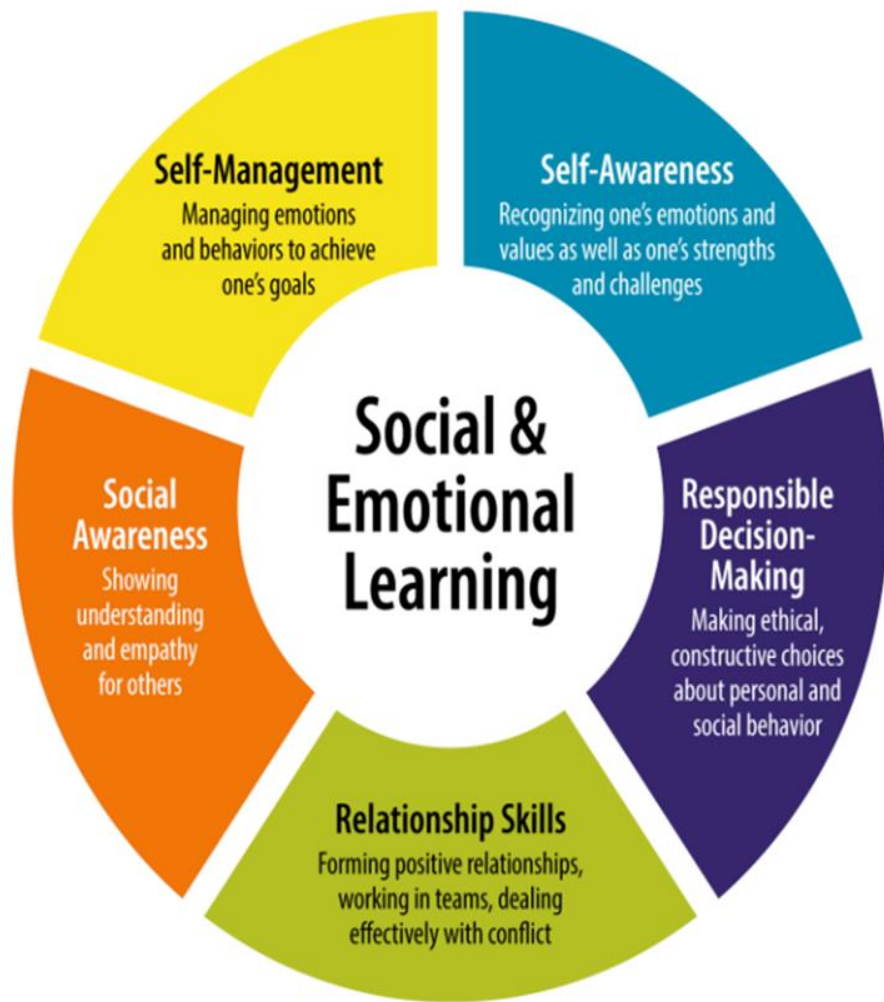 Self-Management
Managing emotions
and behaviors to achieve
one's goals
Self-Awareness
Recognizing one's emotions and
values as well as one's strengths
and challenges
Social &
Emotional
Learning
Social
Awareness
Showing
understanding
and empathy
for others
Responsible
Decision-
Making
Making ethical,
constructive choices
about personal and
social behavior
Relationship Skills
Forming positive relationships,
working in teams, dealing
effectively with conflict